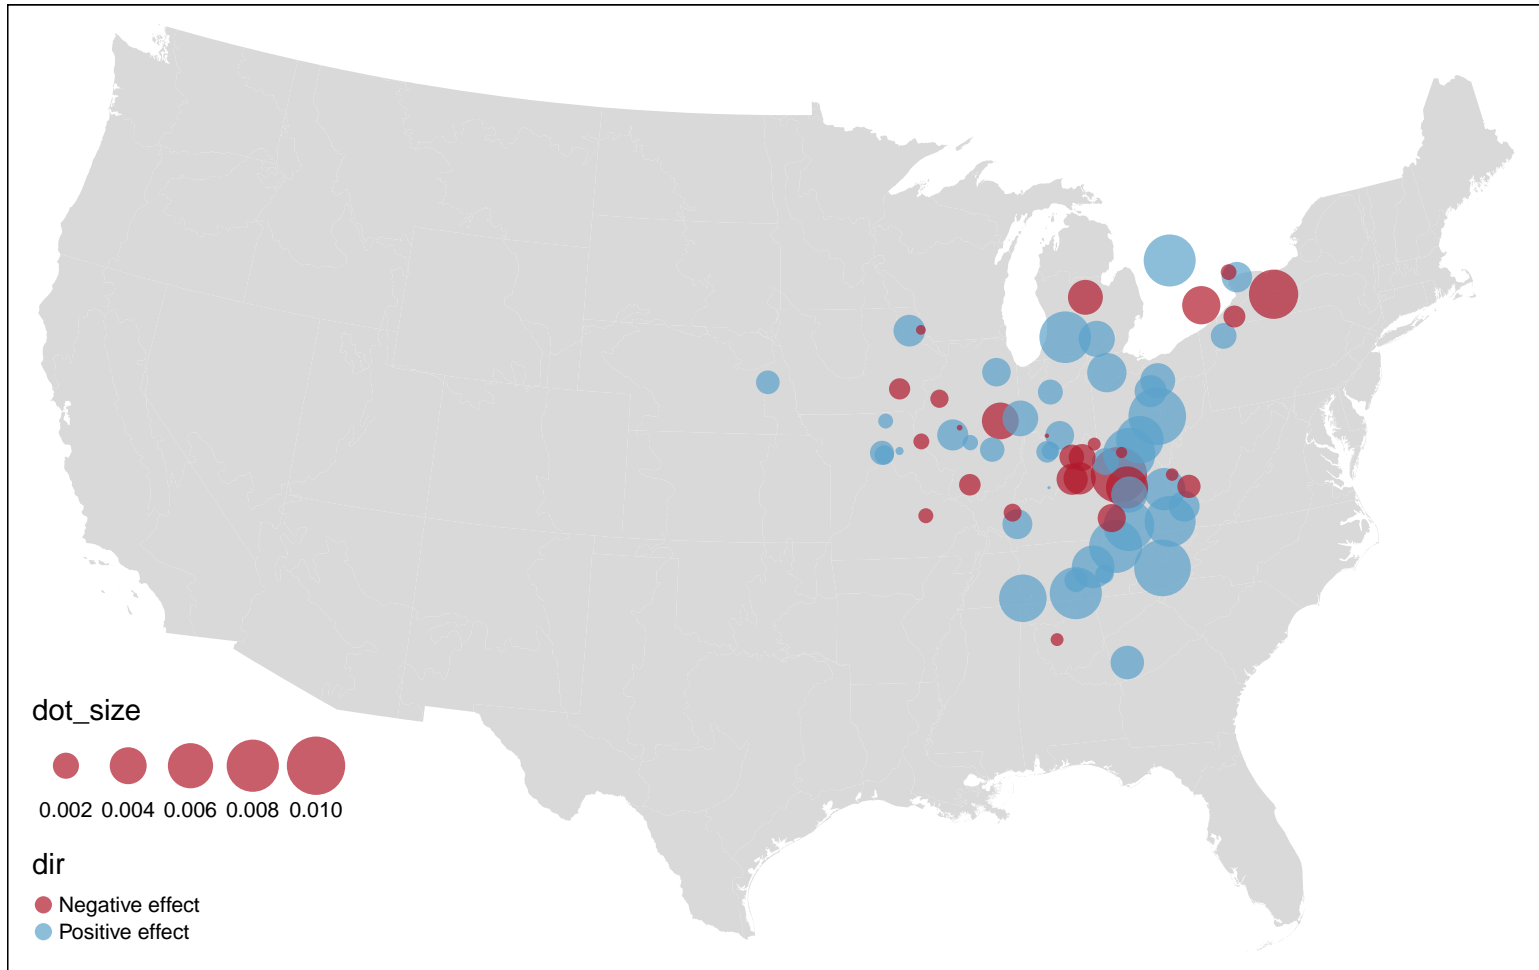 dot_size
0.002 0.004 0.006 0.008 0.010
dir
Negative effect
Positive effect